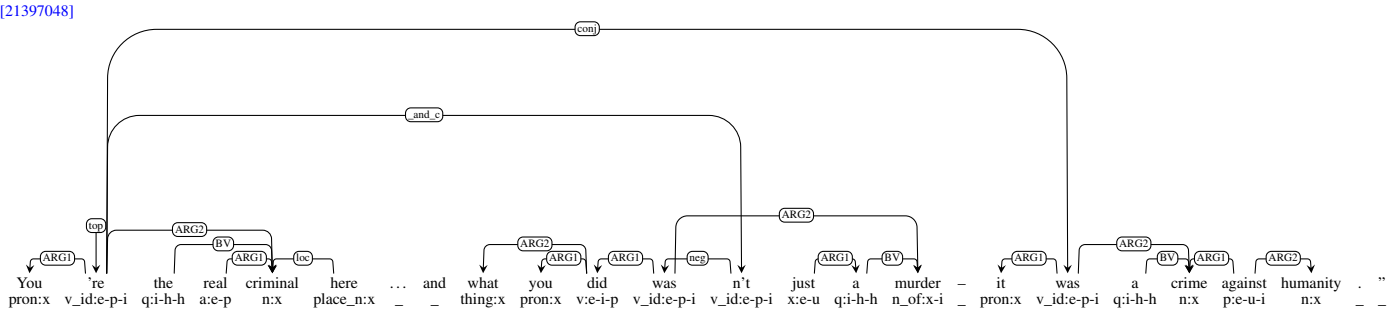 [21397048]
conj
_and_c
ARG2
top ARG2
BV ARG2 ARG2
ARG1 ARG1 loc ARG1 ARG1 neg ARG1 BV ARG1 BV ARG1 ARG2
You 're the real criminal here … and what you did was n't just a murder – it was a crime against humanity . ”
pron:x v_id:e-p-i q:i-h-h a:e-p n:x place_n:x _ _ thing:x pron:x v:e-i-p v_id:e-p-i v_id:e-p-i x:e-u q:i-h-h n_of:x-i _ pron:x v_id:e-p-i q:i-h-h n:x p:e-u-i n:x _ _